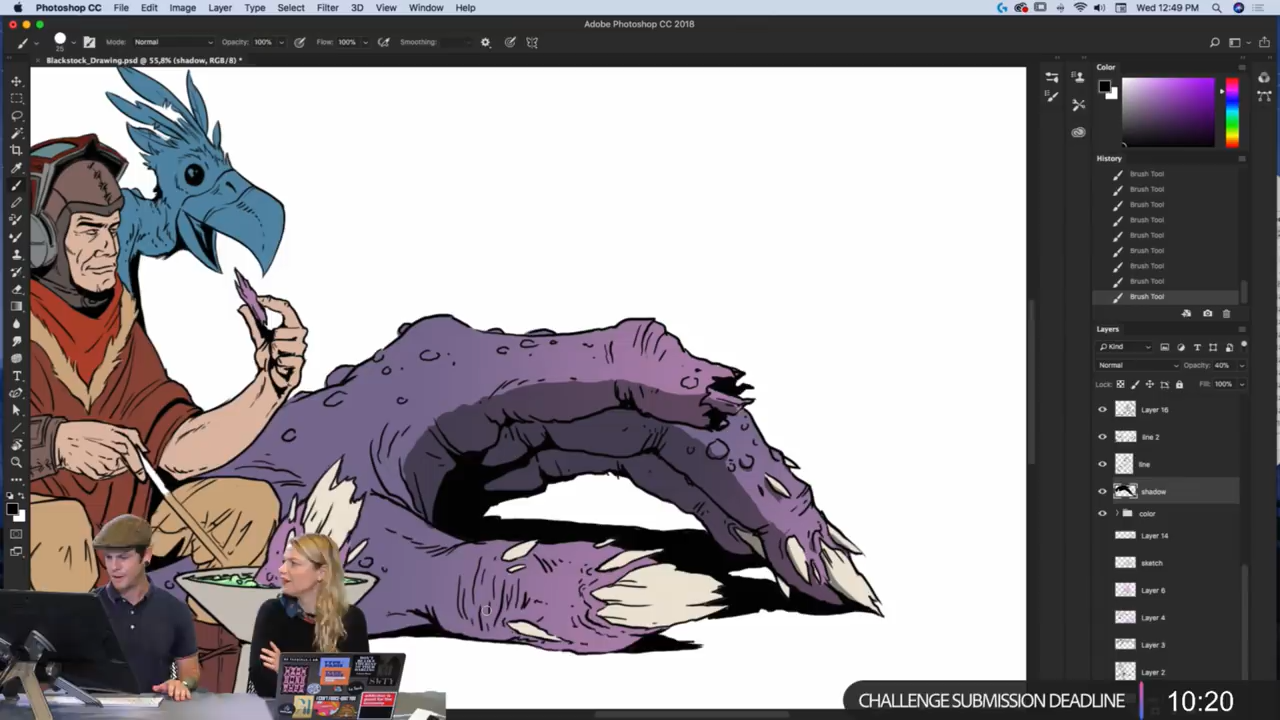 Photoshop CC File Edit Image Layer Type Select Filter 3D View Window Help Wed 12:49 PM
Adobe Photoshop CC 2018
25 Mode: Normal Opacity: 100% Flow: 100% Smoothing:
Blackstock_Drawing.psd @ 55,8% (shadow, RGB/8) *
Color
History
Brush Tool
Brush Tool
Brush Tool
Brush Tool
Brush Tool
Brush Tool
Brush Tool
Brush Tool
Brush Tool
Layers
Kind
Normal Opacity: 40%
Lock: Fill: 100%
Layer 16
line 2
line
shadow
color
Layer 14
sketch
Layer 6
Layer 4
Layer 3
Layer 2
CHALLENGE SUBMISSION DEADLINE 10:20